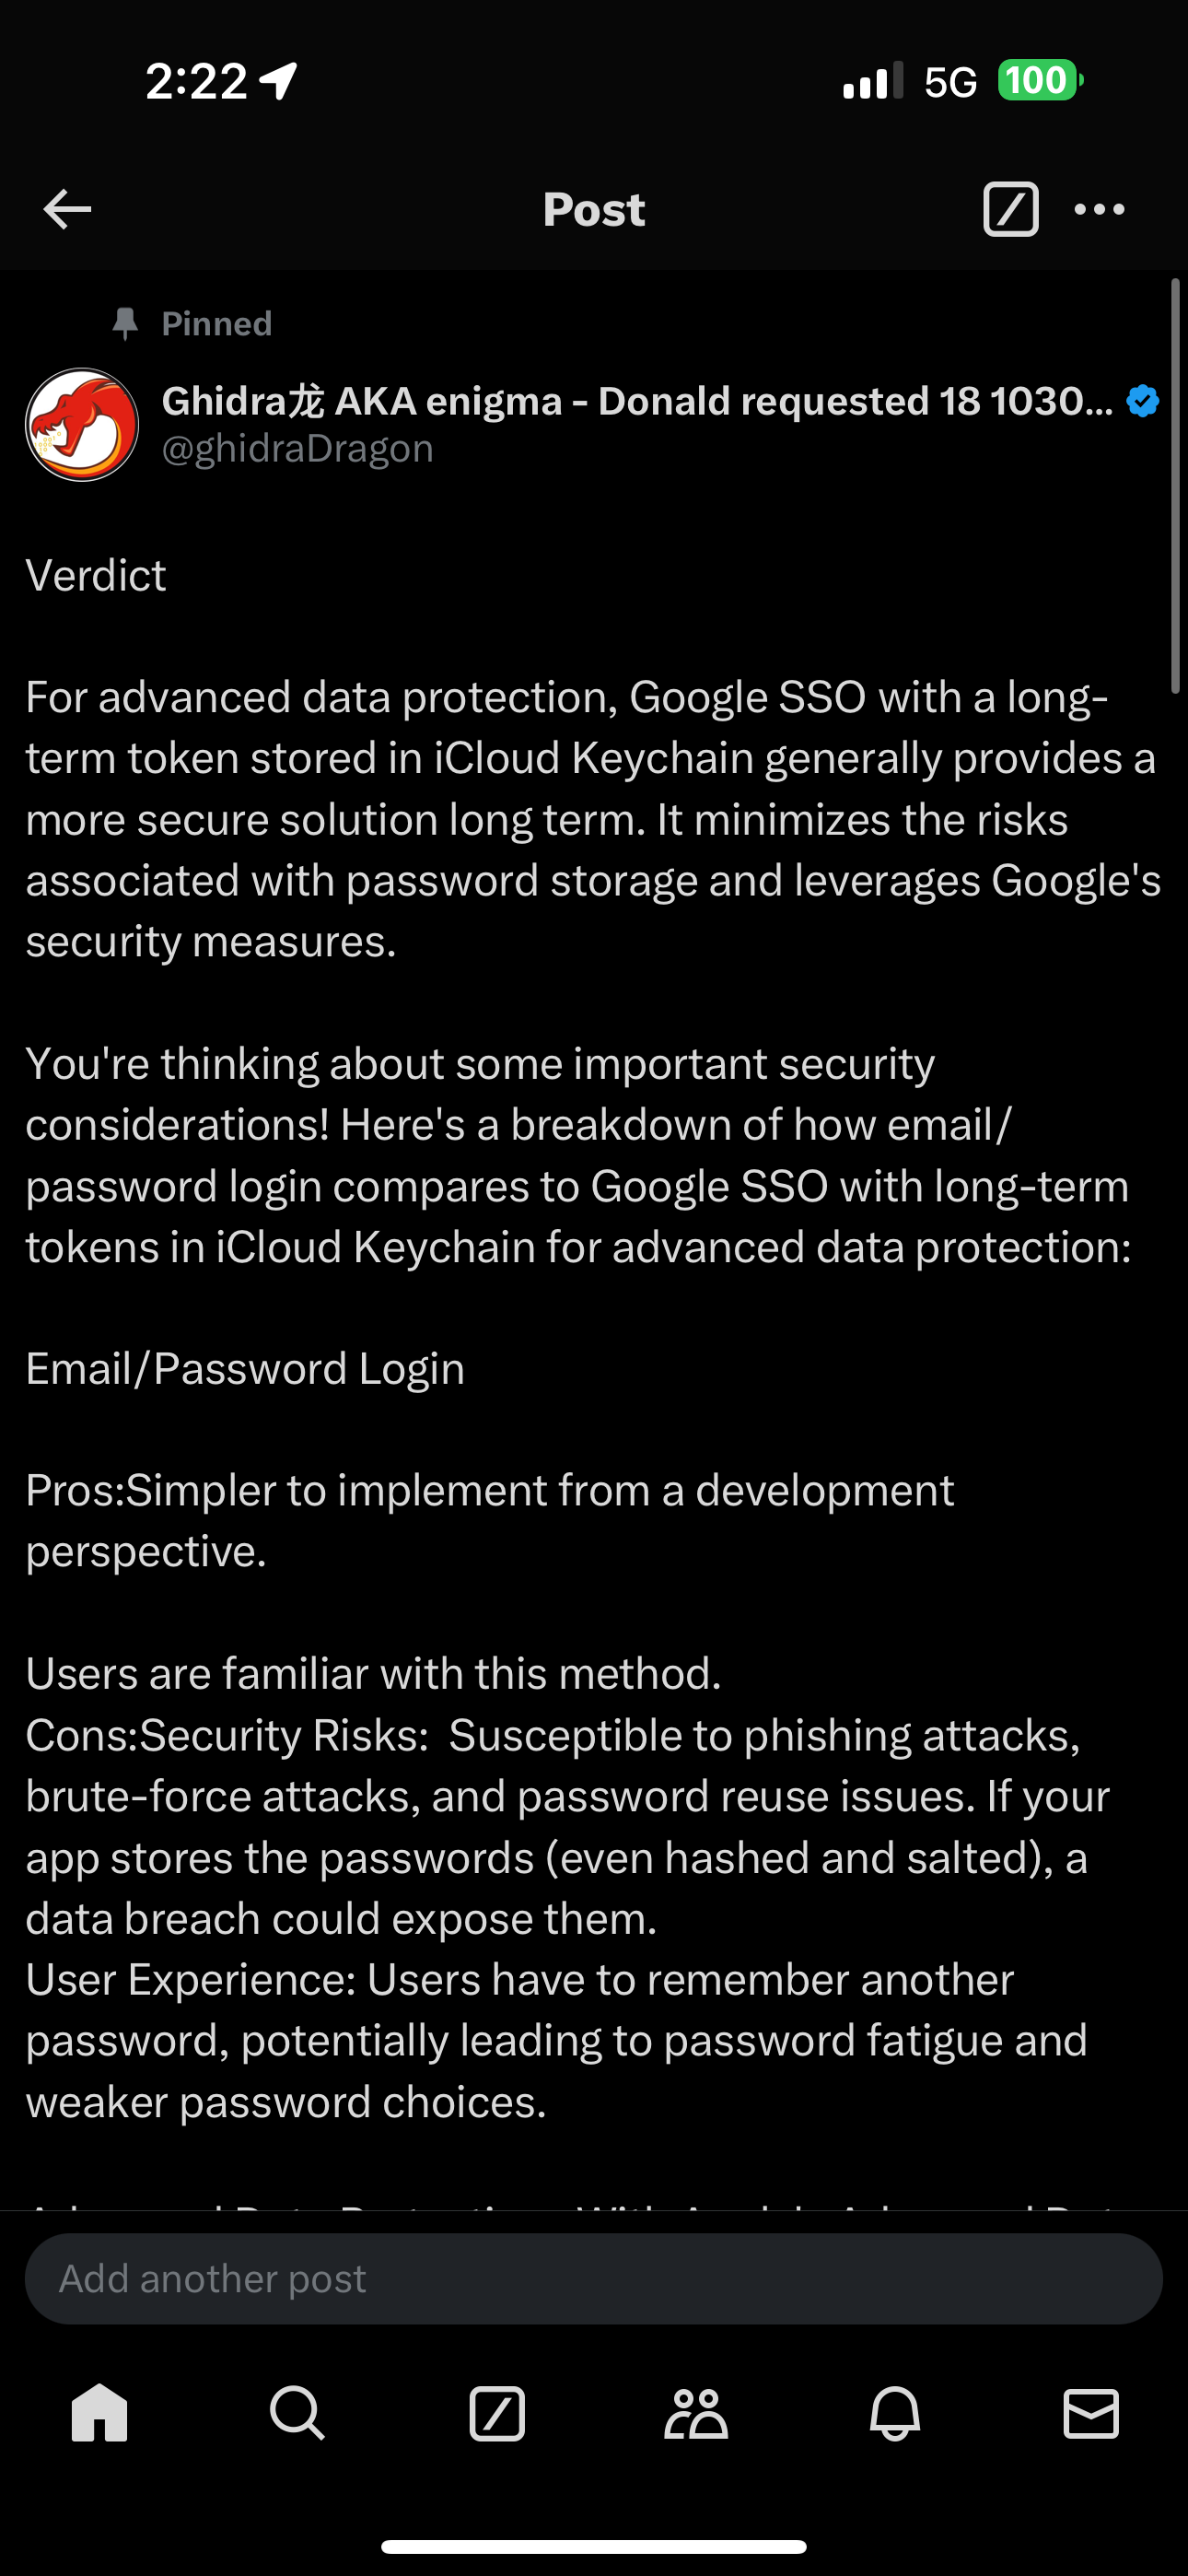 2:22
5G 100
Post
Pinned
Ghidra龙 AKA enigma - Donald requested 18 1030...
@ghidraDragon
Verdict
For advanced data protection, Google SSO with a long-
term token stored in iCloud Keychain generally provides a
more secure solution long term. It minimizes the risks
associated with password storage and leverages Google's
security measures.
You're thinking about some important security
considerations! Here's a breakdown of how email/
password login compares to Google SSO with long-term
tokens in iCloud Keychain for advanced data protection:
Email/Password Login
Pros:Simpler to implement from a development
perspective.
Users are familiar with this method.
Cons:Security Risks:  Susceptible to phishing attacks,
brute-force attacks, and password reuse issues. If your
app stores the passwords (even hashed and salted), a
data breach could expose them.
User Experience: Users have to remember another
password, potentially leading to password fatigue and
weaker password choices.
Add another post